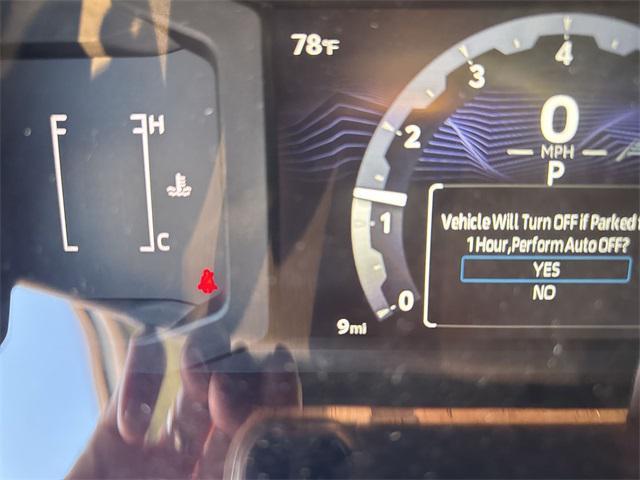 78°F
F
H
C
4
3
2
1
0
0
MPH
P
Vehicle Will Turn OFF if Parked
1 Hour,Perform Auto OFF?
YES
NO
9mi